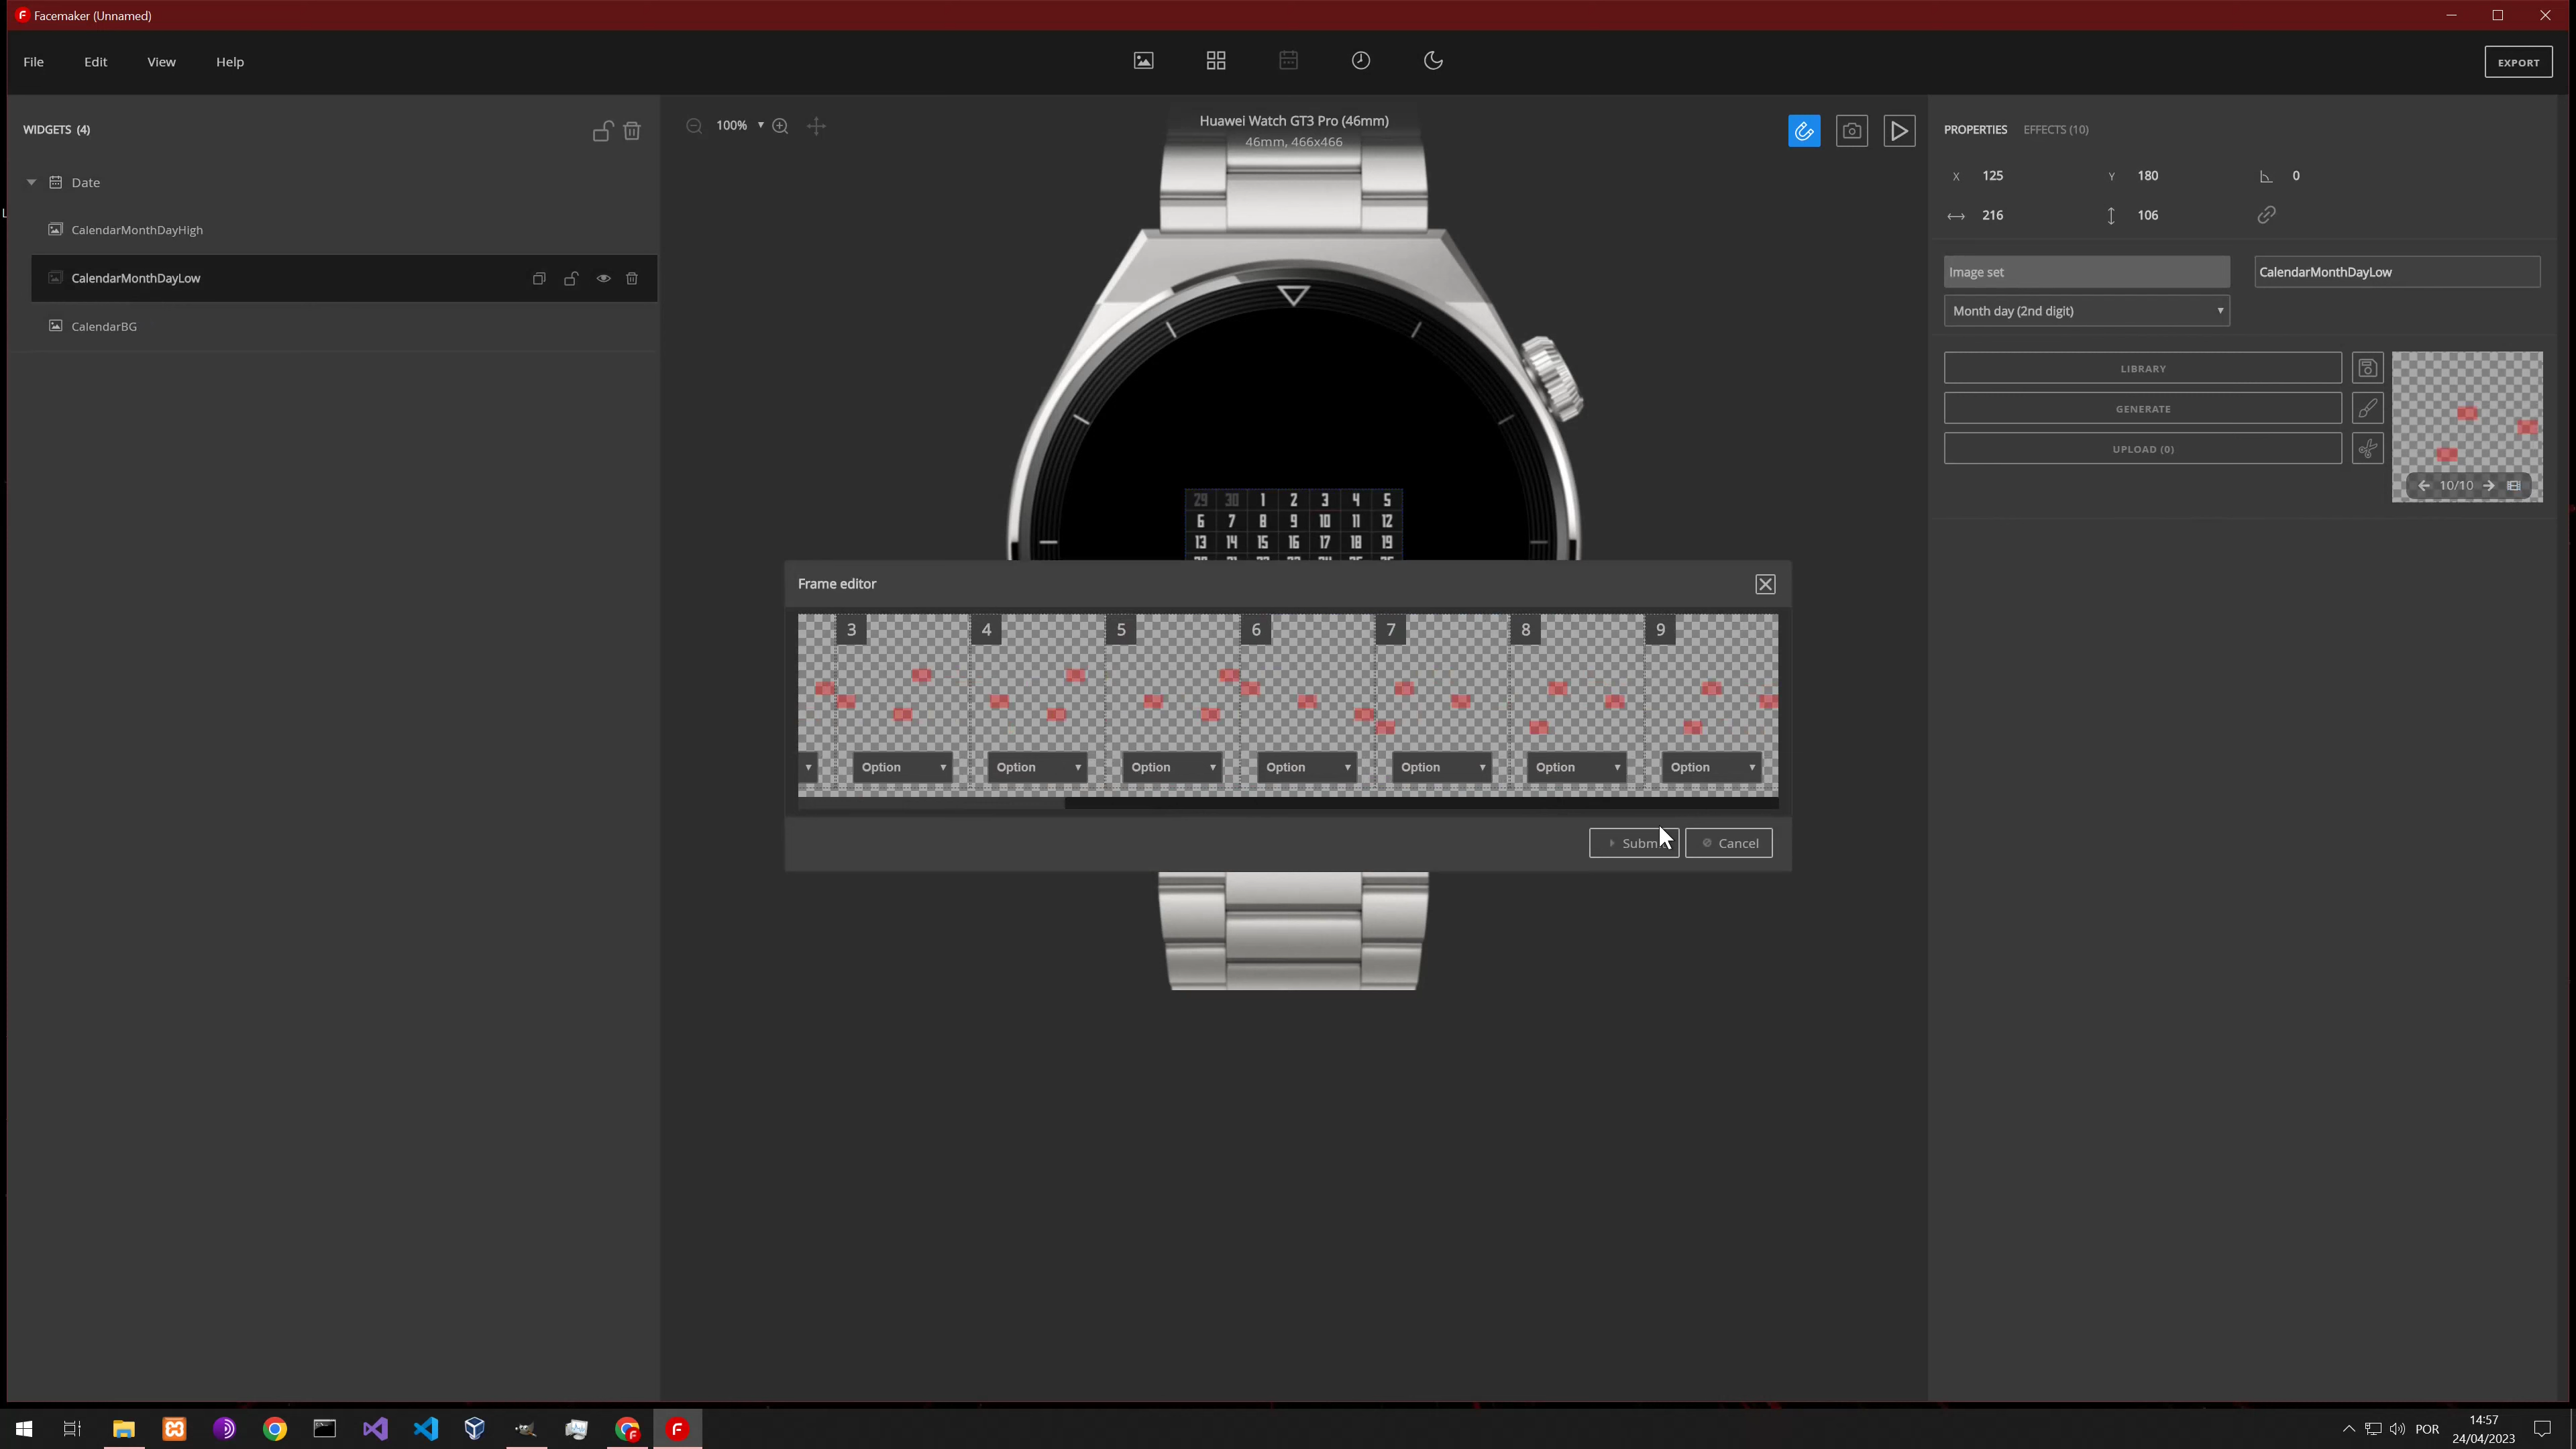 Facemaker (Unnamed)
File Edit View Help
EXPORT
WIDGETS (4)
Date
CalendarMonthDayHigh
CalendarMonthDayLow
CalendarBG
100%
Huawei Watch GT3 Pro (46mm)
46mm, 466x466
29 30 1 2 3 4 5
6 7 8 9 10 11 12
13 14 15 16 17 18 19
Frame editor
3 4 5 6 7 8 9
Option Option Option Option Option Option Option
Cancel
PROPERTIES EFFECTS (10)
X 125 Y 180 0
216 106
Image set CalendarMonthDayLow
Month day (2nd digit)
LIBRARY
GENERATE
UPLOAD (0)
10/10
POR
14:57
24/04/2023